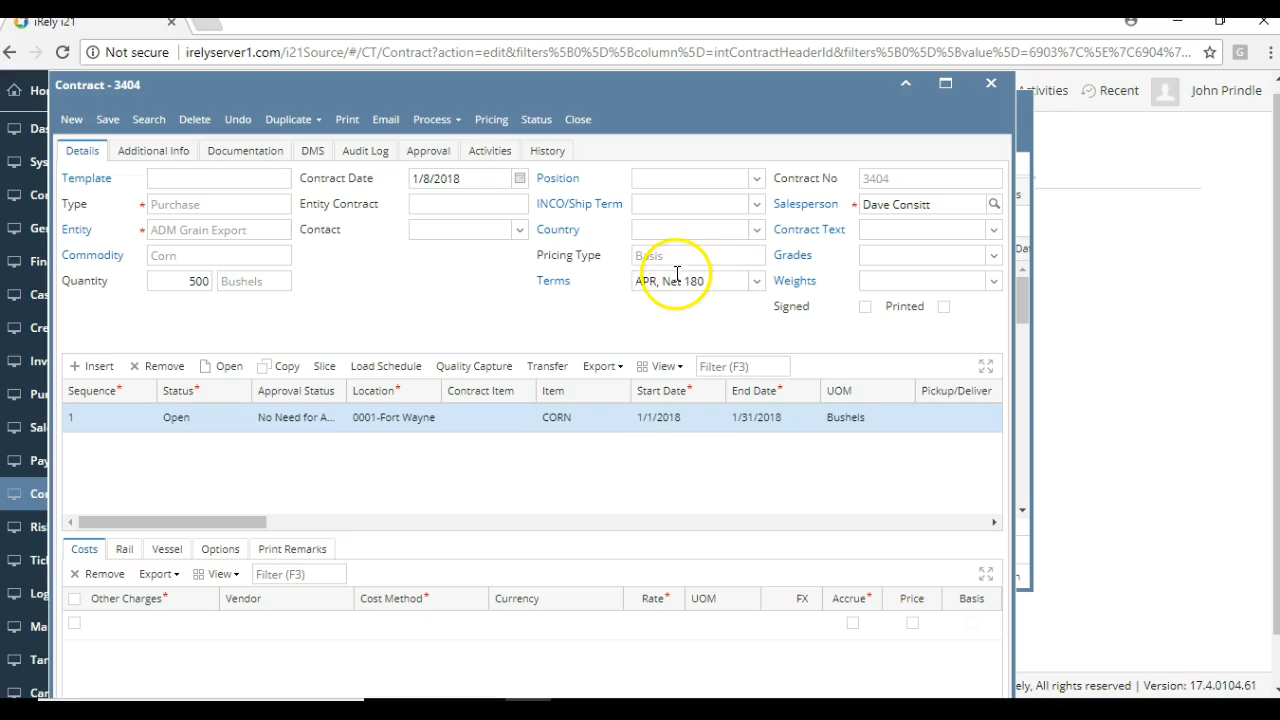 iRely i21
Not secure irelyserver1.com/i21Source/#/CT/Contract?action=edit&filters%5B0%5D%5Bcolumn%5D=intContractHeaderId&filters%5B0%5D%5Bvalue%5D=6903%7C%5E%7C6904%7...
Contract - 3404
Recent John Prindle
New Save Search Delete Undo Duplicate Print Email Process Pricing Status Close
Details Additional Info Documentation DMS Audit Log Approval Activities History
Template Contract Date 1/8/2018 Position Contract No 3404
Type * Purchase Entity Contract INCO/Ship Term Salesperson * Dave Consitt
Entity * ADM Grain Export Contact Country Contract Text
Commodity Corn Pricing Type Basis Grades
Quantity 500 Bushels Terms APR, Net 180 Weights
Signed Printed
+ Insert × Remove Open Copy Slice Load Schedule Quality Capture Transfer Export View Filter (F3)
Sequence* Status* Approval Status Location* Contract Item Item Start Date* End Date* UOM Pickup/Deliver
1 Open No Need for A... 0001-Fort Wayne CORN 1/1/2018 1/31/2018 Bushels
Costs Rail Vessel Options Print Remarks
× Remove Export View Filter (F3)
Other Charges* Vendor Cost Method* Currency Rate* UOM FX Accrue* Price Basis
ely, All rights reserved | Version: 17.4.0104.61